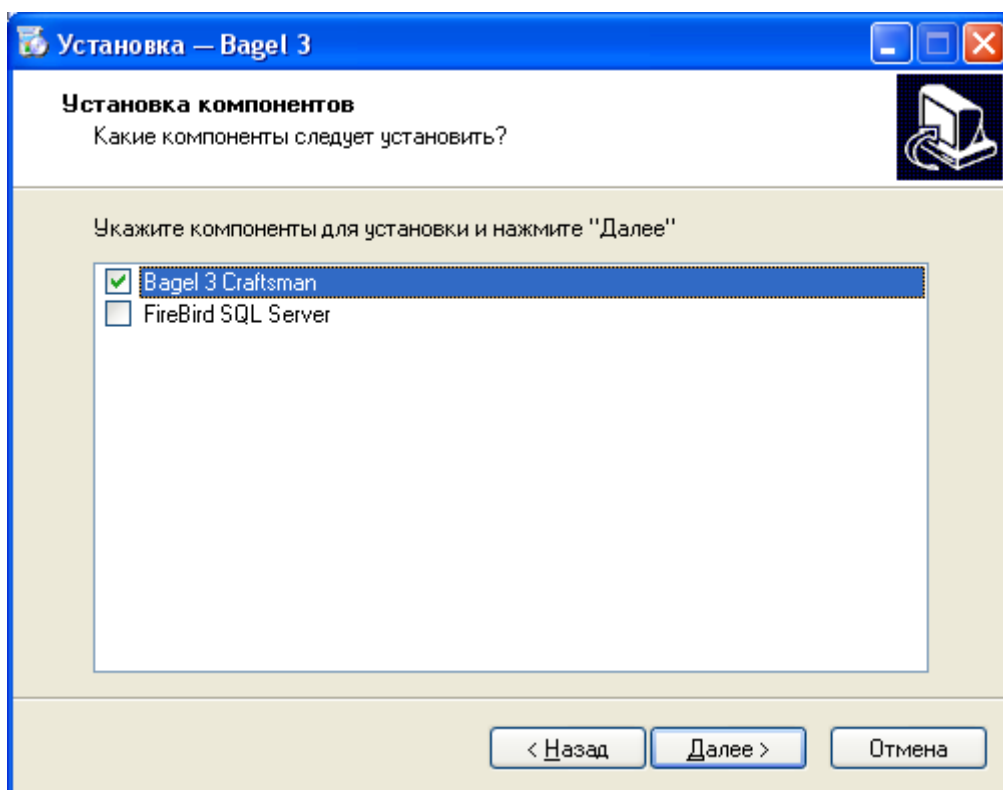 Установка — Bagel 3
Установка компонентов
Какие компоненты следует установить?
Укажите компоненты для установки и нажмите "Далее"
Bagel 3 Craftsman
FireBird SQL Server
< Назад Далее > Отмена